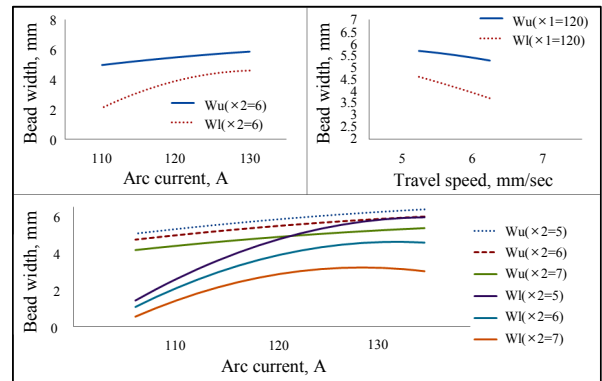 8
6
4
2
0
Bead width, mm
Wu(×2=6)
Wl(×2=6)
110 120 130
Arc current, A
7
6.5
6
5.5
5
4.5
4
3.5
3
2.5
2
Bead width, mm
Wu(×1=120)
Wl(×1=120)
5 6 7
Travel speed, mm/sec
6
4
2
0
Bead width, mm
Wu(×2=5)
Wu(×2=6)
Wu(×2=7)
Wl(×2=5)
Wl(×2=6)
Wl(×2=7)
110 120 130
Arc current, A